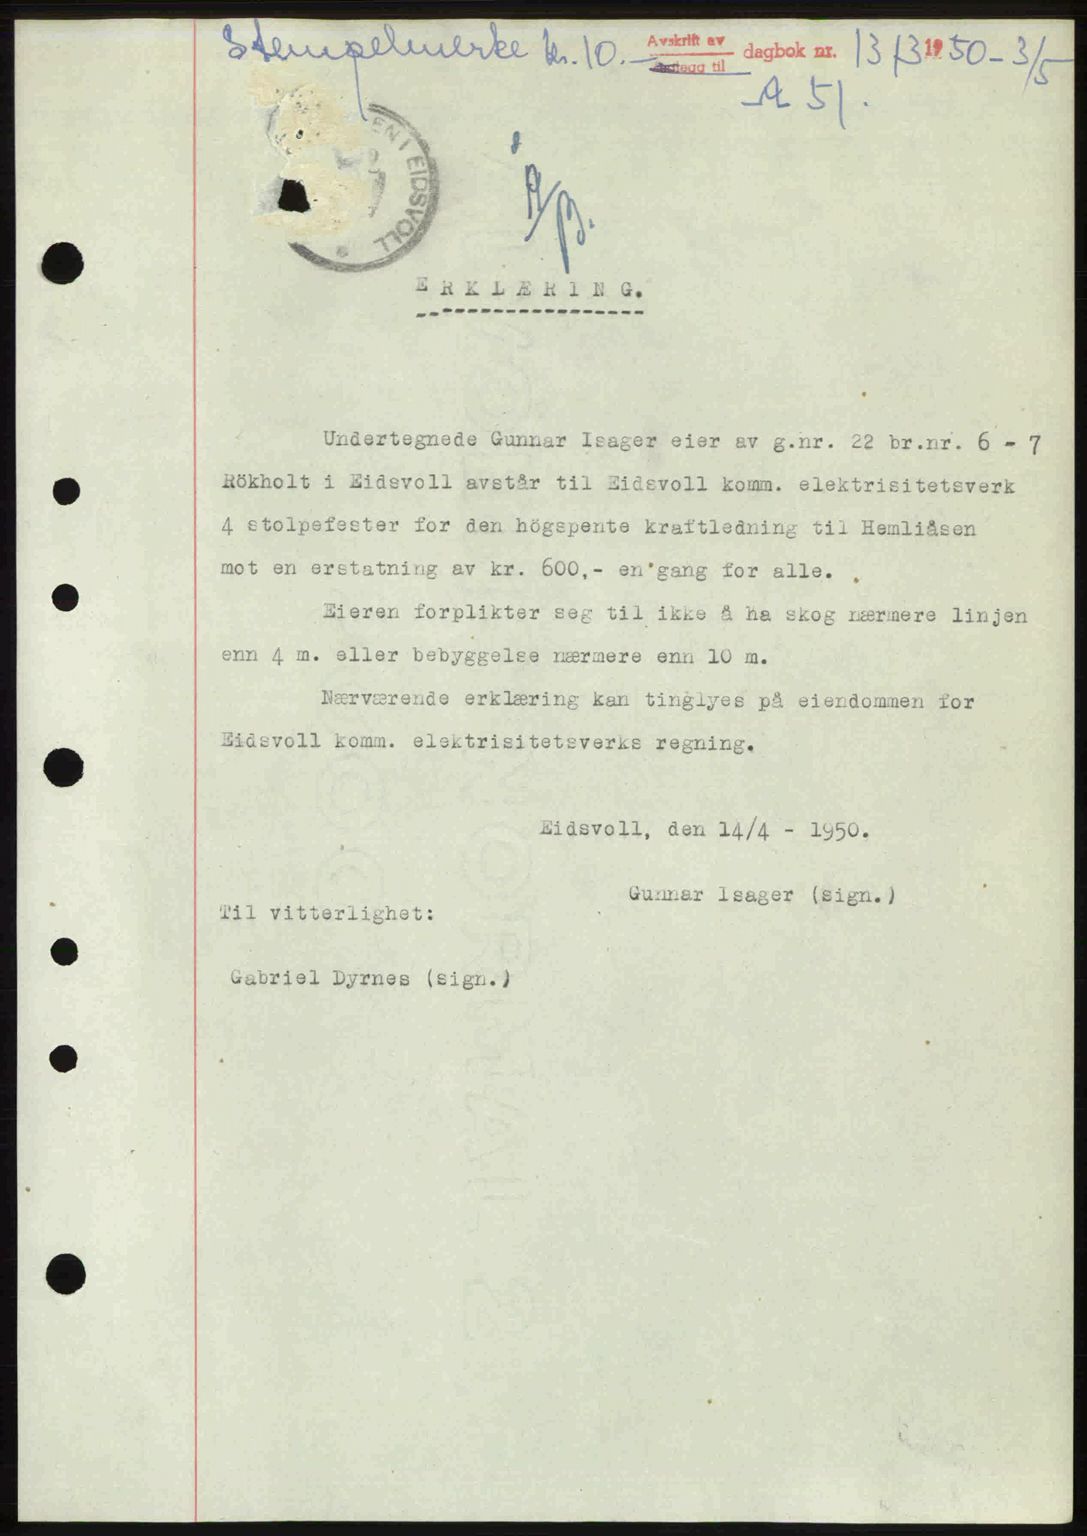 Stempelmerke kr. 10.-
Avskrift av
dagbok nr. 1313 1950 - 3/5
til
A 51.
EN I EIDSVOLL
ERKLÆRING.
Undertegnede Gunnar Isager eier av g.nr. 22 br.nr. 6 - 7
Rökholt i Eidsvoll avstår til Eidsvoll komm. elektrisitetsverk
4 stolpefester for den högspente kraftledning til Hemliåsen
mot en erstatning av kr. 600,- en gang for alle.
Eieren forplikter seg til ikke å ha skog nærmere linjen
enn 4 m. eller bebyggelse nærmere enn 10 m.
Nærværende erklæring kan tinglyes på eiendommen for
Eidsvoll komm. elektrisitetsverks regning.
Eidsvoll, den 14/4 - 1950.
Gunnar Isager (sign.)
Til vitterlighet:
Gabriel Dyrnes (sign.)